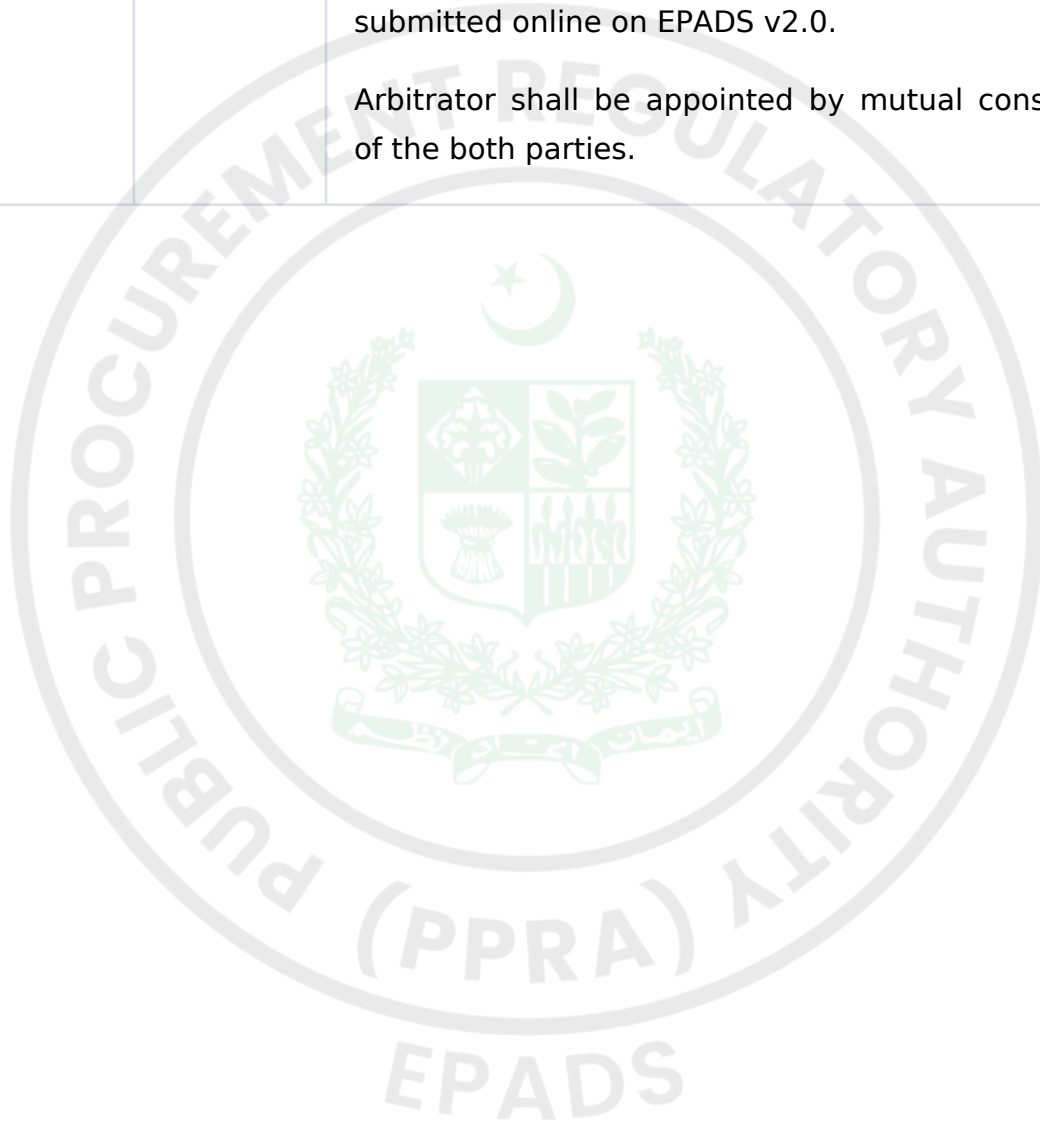 submitted online on EPADS v2.0.
Arbitrator shall be appointed by mutual
of the both parties.
PUBLIC PROCUREMENT REGULATORY AUTHORITY
(PPRA)
EPADS